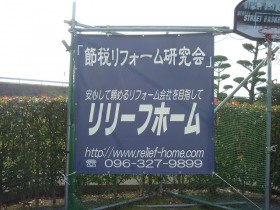 「節税リフォーム研究会」
安心して頼めるリフォーム会社を目指して
リリーフホーム
http://www.relief-home.com
☎ 096-327-9899
STREET BASKET